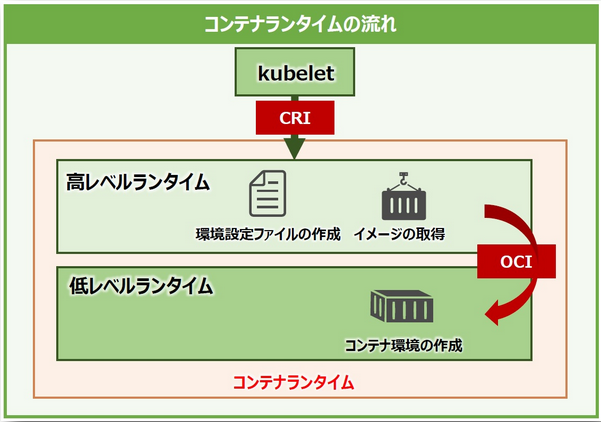 コンテナランタイムの流れ
kubelet
CRI
高レベルランタイム
環境設定ファイルの作成
イメージの取得
OCI
低レベルランタイム
コンテナ環境の作成
コンテナランタイム